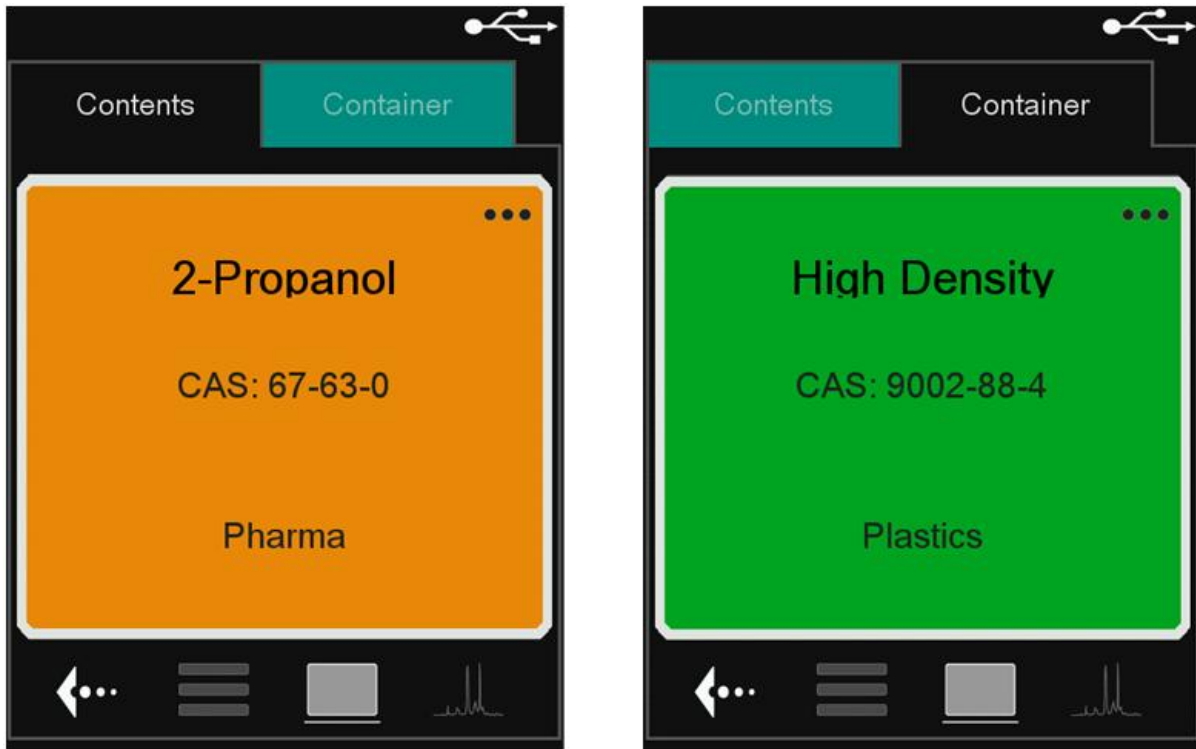 Contents
Container
2-Propanol
CAS: 67-63-0
Pharma
Contents
Container
High Density
CAS: 9002-88-4
Plastics